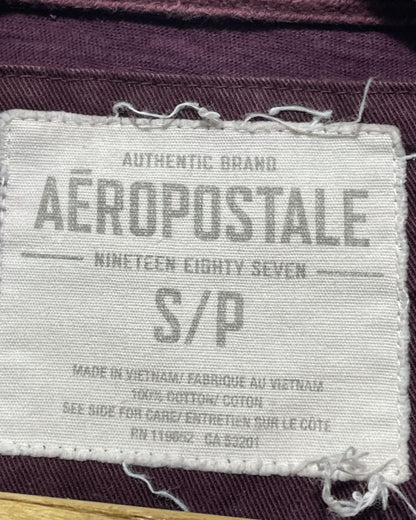 AUTHENTIC BRAND
AÉROPOSTALE
NINETEEN EIGHTY SEVEN
S/P
MADE IN VIETNAM/ FABRIQUE AU VIETNAM
100% COTTON/ COTON
SEE SIDE FOR CARE/ ENTRETIEN SUR LE CÔTE
RN 119052 CA 53201